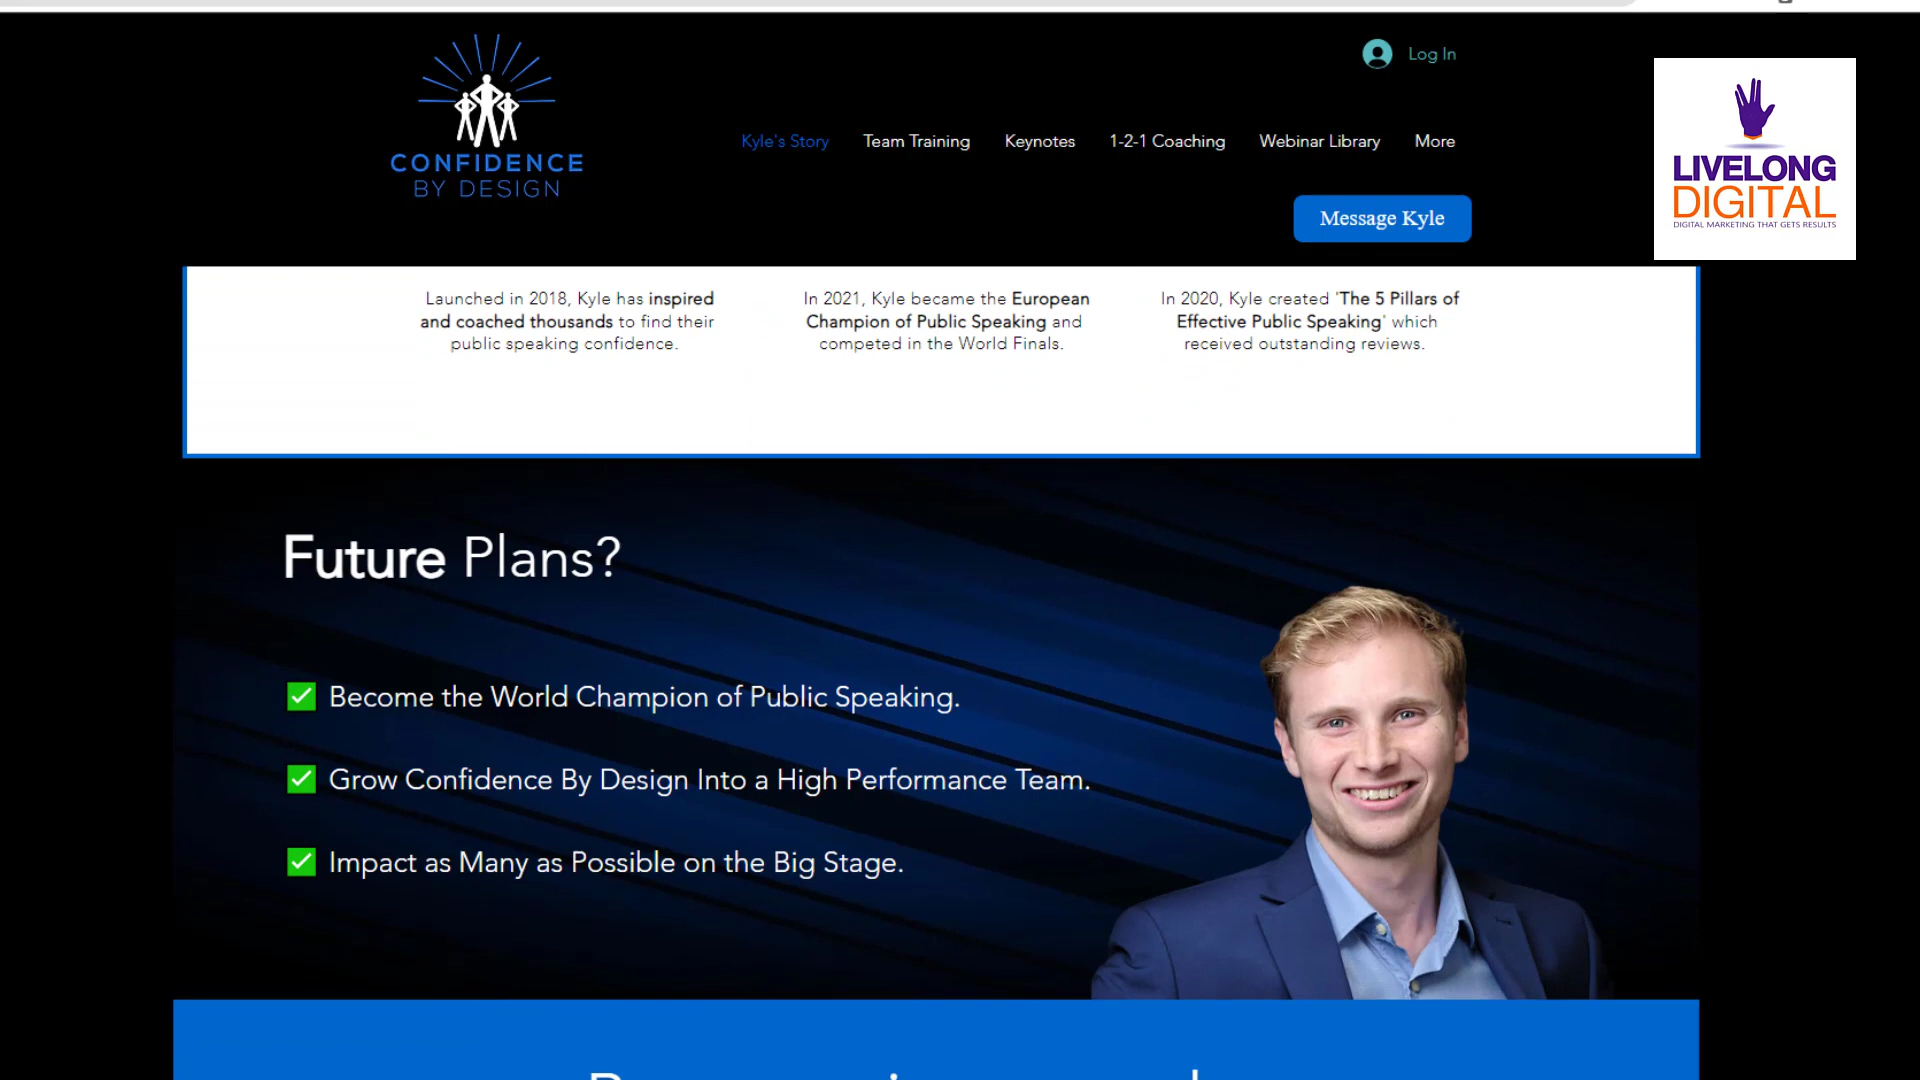 Log In
CONFIDENCE
BY DESIGN
Kyle's Story Team Training Keynotes 1-2-1 Coaching Webinar Library More
Message Kyle
LIVELONG
DIGITAL
DIGITAL MARKETING THAT GETS RESULTS
Launched in 2018, Kyle has inspired
and coached thousands to find their
public speaking confidence.
In 2021, Kyle became the European
Champion of Public Speaking and
competed in the World Finals.
In 2020, Kyle created 'The 5 Pillars of
Effective Public Speaking' which
received outstanding reviews.
Future Plans?
Become the World Champion of Public Speaking.
Grow Confidence By Design Into a High Performance Team.
Impact as Many as Possible on the Big Stage.